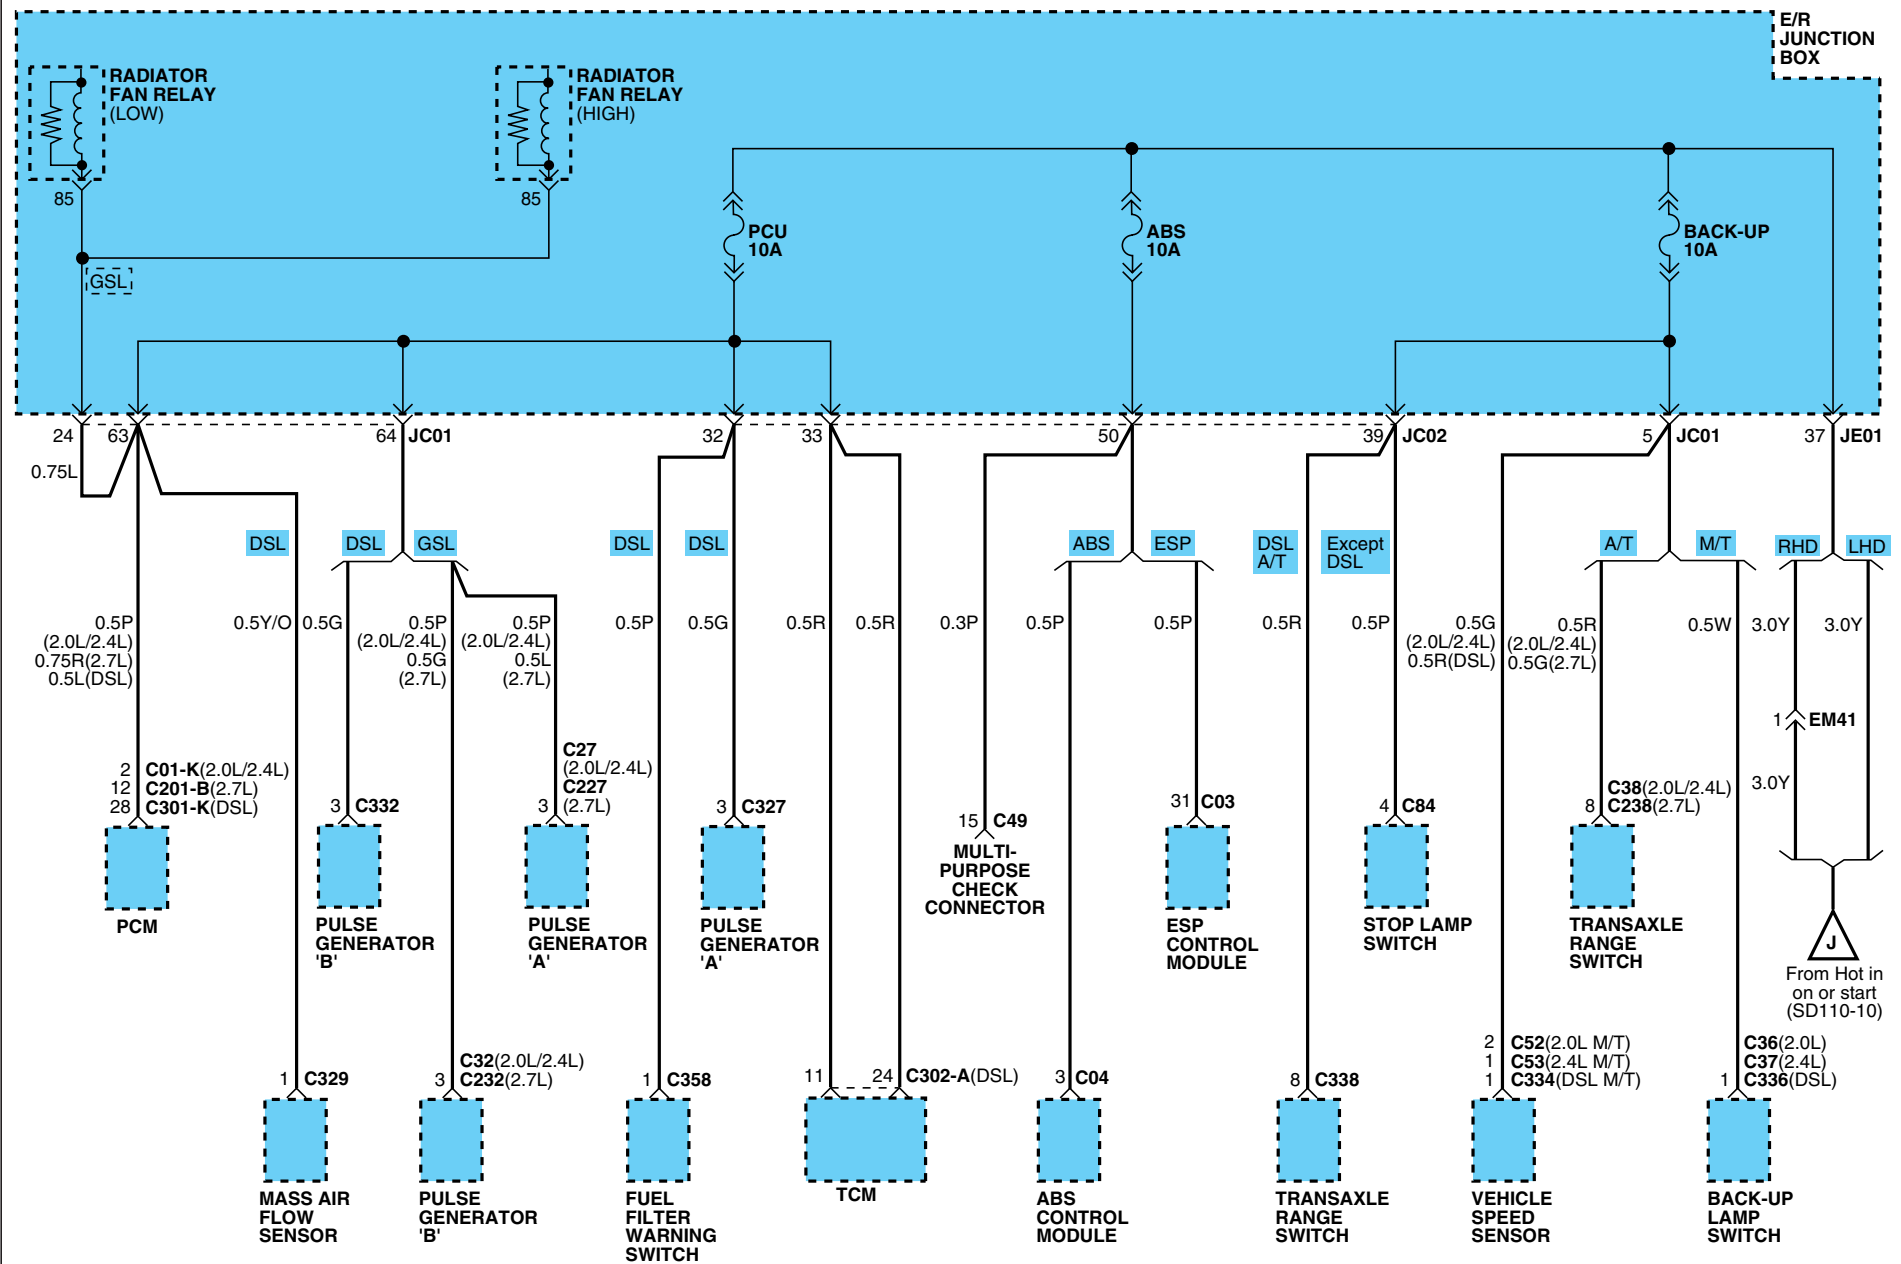 E/R
JUNCTION
BOX
RADIATOR
FAN RELAY
(LOW)
RADIATOR
FAN RELAY
(HIGH)
85
85
GSL
PCU
10A
ABS
10A
BACK-UP
10A
24
63
64
JC01
32
33
50
39
JC02
5
JC01
37
JE01
0.75L
DSL
DSL
GSL
DSL
DSL
ABS
ESP
DSL
A/T
Except
DSL
A/T
M/T
RHD
LHD
0.5P
(2.0L/2.4L)
0.75R(2.7L)
0.5L(DSL)
0.5Y/O
0.5G
0.5P
(2.0L/2.4L)
0.5G
(2.7L)
0.5P
(2.0L/2.4L)
0.5L
(2.7L)
0.5P
0.5G
0.5R
0.5R
0.3P
0.5P
0.5P
0.5R
0.5P
0.5G
(2.0L/2.4L)
0.5R(DSL)
0.5R
(2.0L/2.4L)
0.5G(2.7L)
0.5W
3.0Y
3.0Y
1
EM41
3.0Y
2 C01-K(2.0L/2.4L)
12 C201-B(2.7L)
28 C301-K(DSL)
PCM
3 C332
PULSE
GENERATOR
'B'
C27
(2.0L/2.4L)
C227
3 (2.7L)
PULSE
GENERATOR
'A'
3 C327
PULSE
GENERATOR
'A'
15 C49
MULTI-
PURPOSE
CHECK
CONNECTOR
31 C03
ESP
CONTROL
MODULE
4 C84
STOP LAMP
SWITCH
C38(2.0L/2.4L)
8 C238(2.7L)
TRANSAXLE
RANGE
SWITCH
J
From Hot in
on or start
(SD110-10)
1 C329
MASS AIR
FLOW
SENSOR
C32(2.0L/2.4L)
3 C232(2.7L)
PULSE
GENERATOR
'B'
1 C358
FUEL
FILTER
WARNING
SWITCH
11
24 C302-A(DSL)
TCM
3 C04
ABS
CONTROL
MODULE
8 C338
TRANSAXLE
RANGE
SWITCH
2 C52(2.0L M/T)
1 C53(2.4L M/T)
1 C334(DSL M/T)
VEHICLE
SPEED
SENSOR
C36(2.0L)
C37(2.4L)
1 C336(DSL)
BACK-UP
LAMP
SWITCH